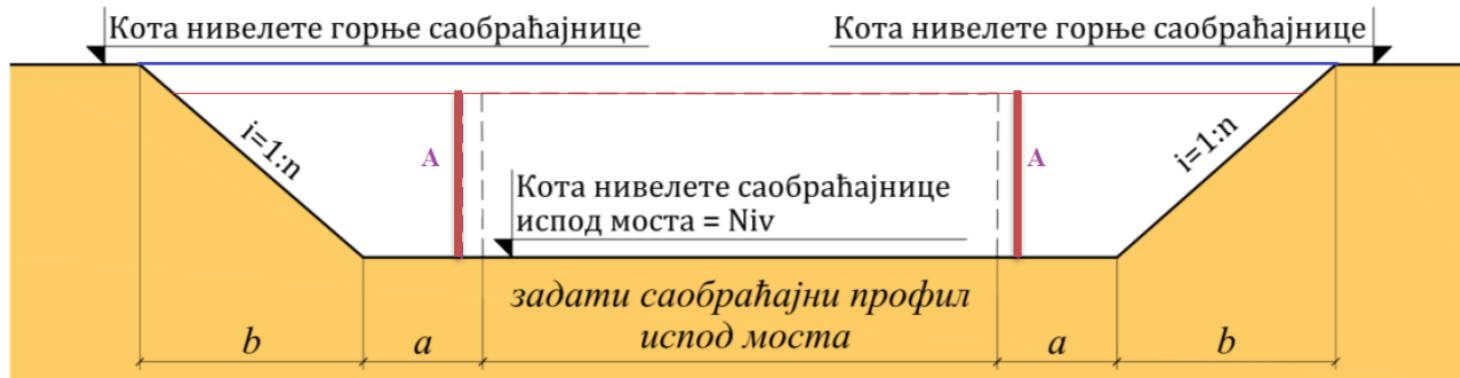 Кота нивелете горње саобраћајнице
Кота нивелете горње саобраћајнице
i=1:n
A
A
i=1:n
Кота нивелете саобраћајнице
испод моста = Niv
задати саобраћајни профил
испод моста
b
a
a
b